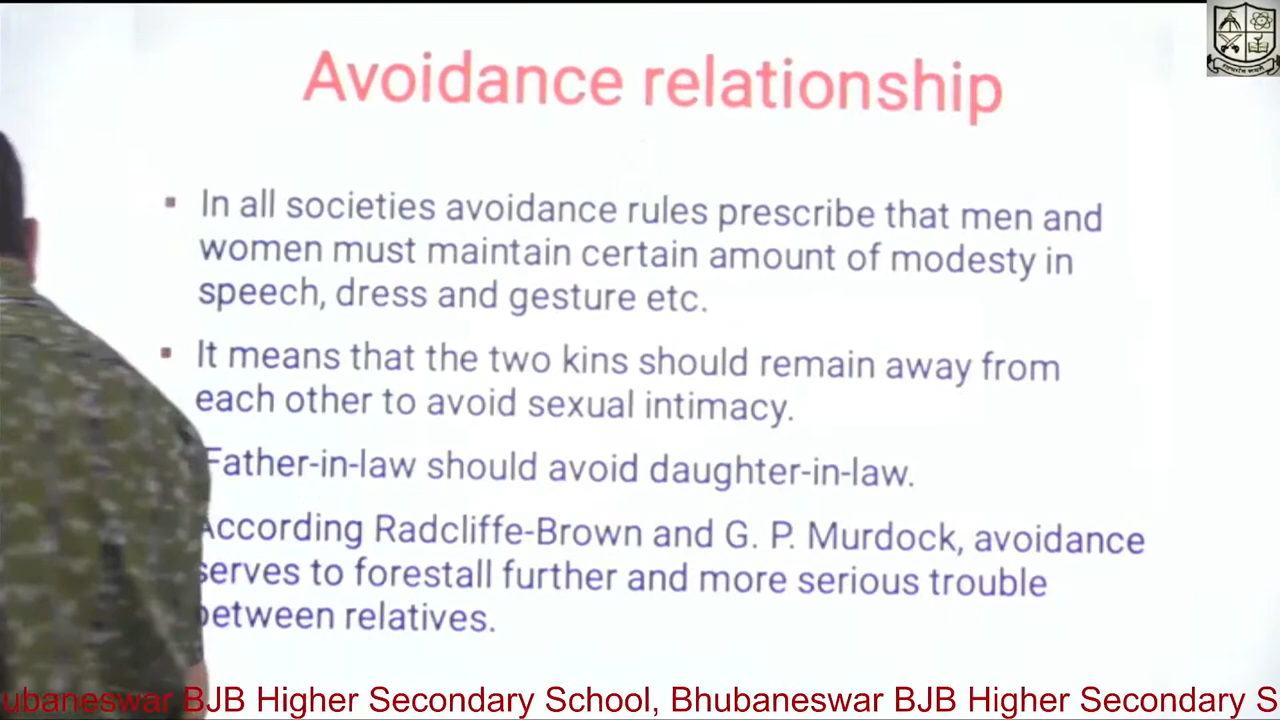 Avoidance relationship
▪ In all societies avoidance rules prescribe that men and
women must maintain certain amount of modesty in
speech, dress and gesture etc.
▪ It means that the two kins should remain away from
each other to avoid sexual intimacy.
Father-in-law should avoid daughter-in-law.
According Radcliffe-Brown and G. P. Murdock, avoidance
serves to forestall further and more serious trouble
between relatives.
ubaneswar BJB Higher Secondary School, Bhubaneswar BJB Higher Secondary S